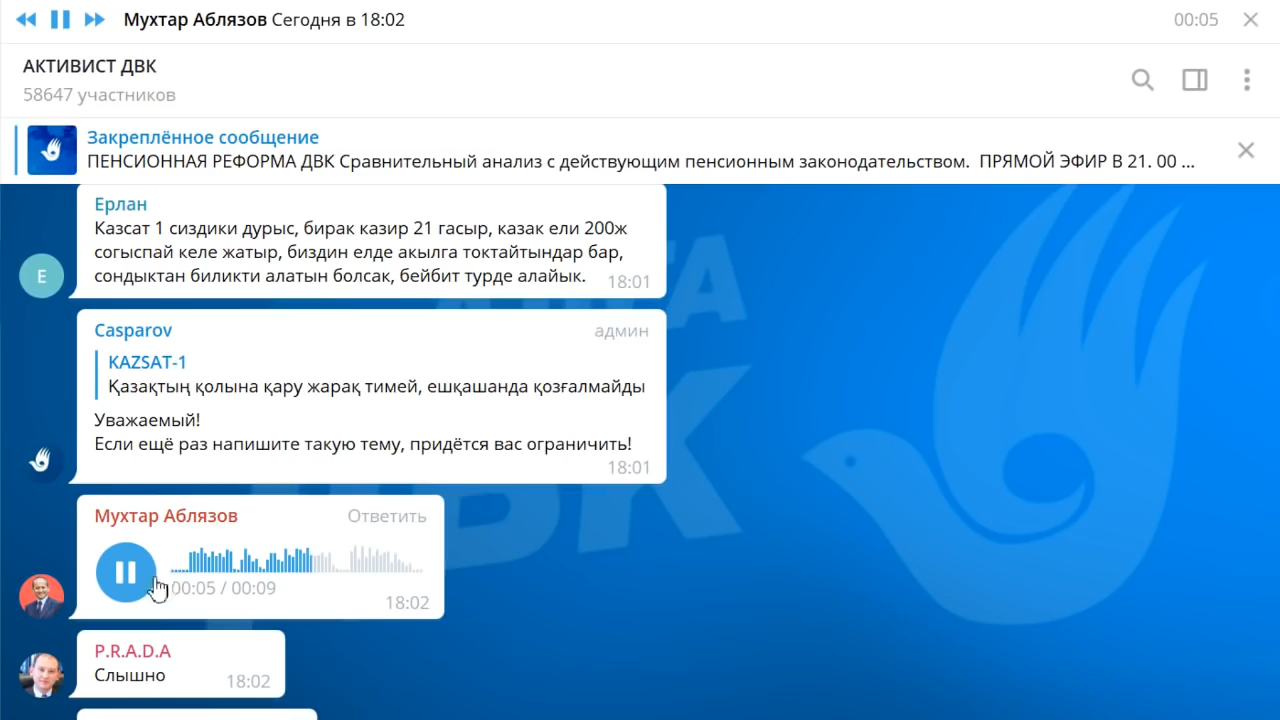 Мухтар Аблязов Сегодня в 18:02
00:05
АКТИВИСТ ДВК
58647 участников
Закреплённое сообщение
ПЕНСИОННАЯ РЕФОРМА ДВК Сравнительный анализ с действующим пенсионным законодательством. ПРЯМОЙ ЭФИР В 21. 00 ...
Ерлан
Казсат 1 сиздики дурыс, бирак казир 21 гасыр, казак ели 200ж
согыспай келе жатыр, биздин елде акылга токтайтындар бар,
сондыктан биликти алатын болсак, бейбит турде алайык.
18:01
Е
Casparov
админ
KAZSAT-1
Қазақтың қолына қару жарақ тимей, ешқашанда қозғалмайды
Уважаемый!
Если ещё раз напишите такую тему, придётся вас ограничить!
18:01
Мухтар Аблязов
Ответить
00:05 / 00:09
18:02
P.R.A.D.A
Слышно
18:02
ДВК